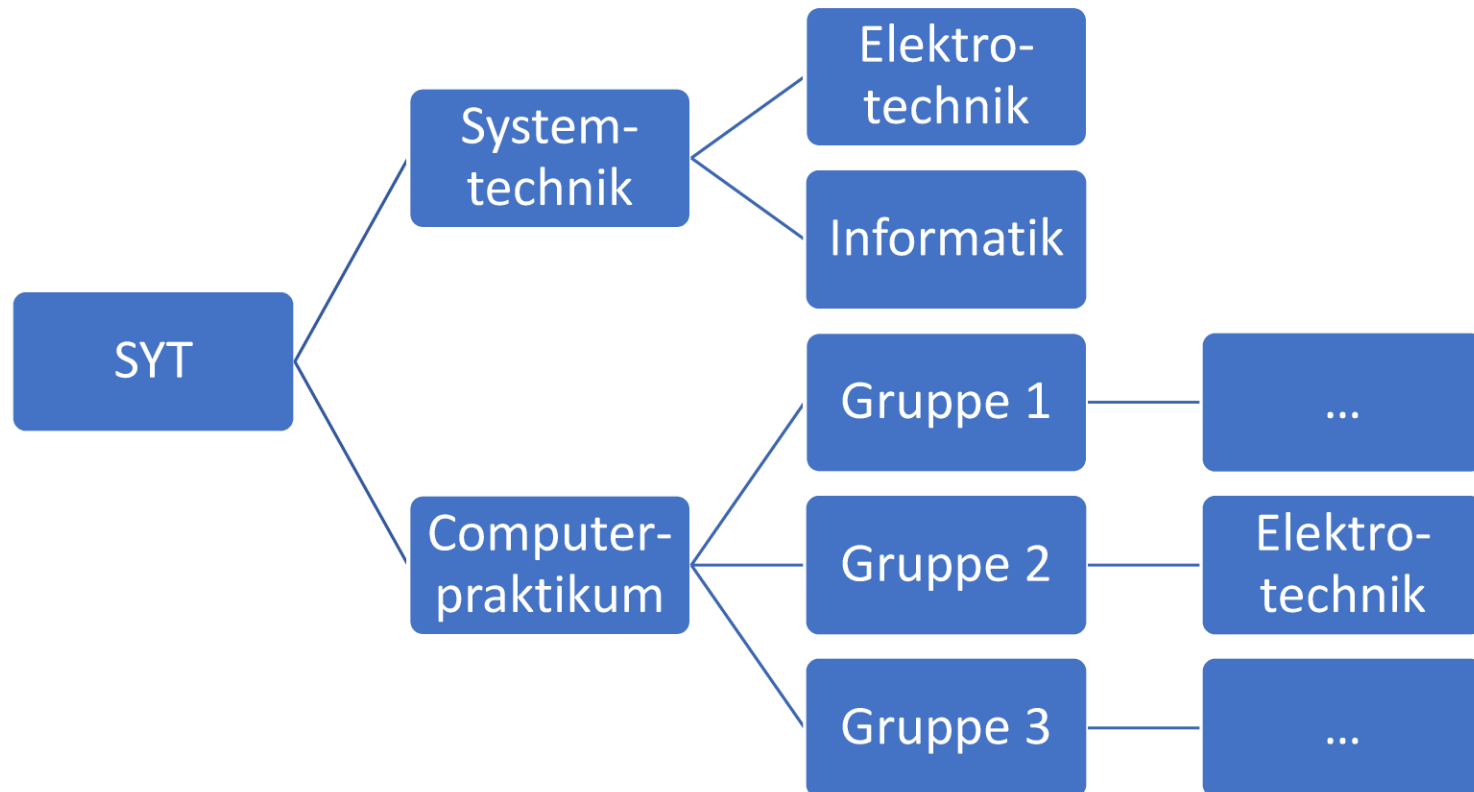 SYT
System-
technik
Elektro-
technik
Informatik
Computer-
praktikum
Gruppe 1
...
Gruppe 2
Elektro-
technik
Gruppe 3
...